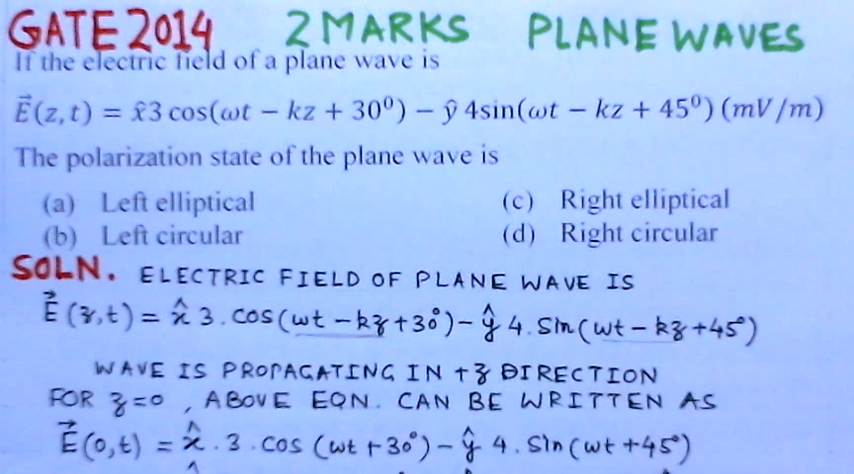 GATE 2014 2 MARKS PLANE WAVES
If the electric field of a plane wave is
E⃗(z,t) = x̂3 cos(ωt − kz + 30⁰) − ŷ 4sin(ωt − kz + 45⁰) (mV/m)
The polarization state of the plane wave is
(a) Left elliptical (c) Right elliptical
(b) Left circular (d) Right circular
SOLN. ELECTRIC FIELD OF PLANE WAVE IS
E⃗ (z,t) = x̂ 3. cos(ωt − kz + 30°) − ŷ 4. Sin(ωt − kz + 45°)
WAVE IS PROPAGATING IN +z DIRECTION
FOR z=0 , ABOVE EQN. CAN BE WRITTEN AS
E⃗ (0,t) = x̂ . 3 . cos (ωt + 30°) − ŷ 4 . Sin (ωt + 45°)